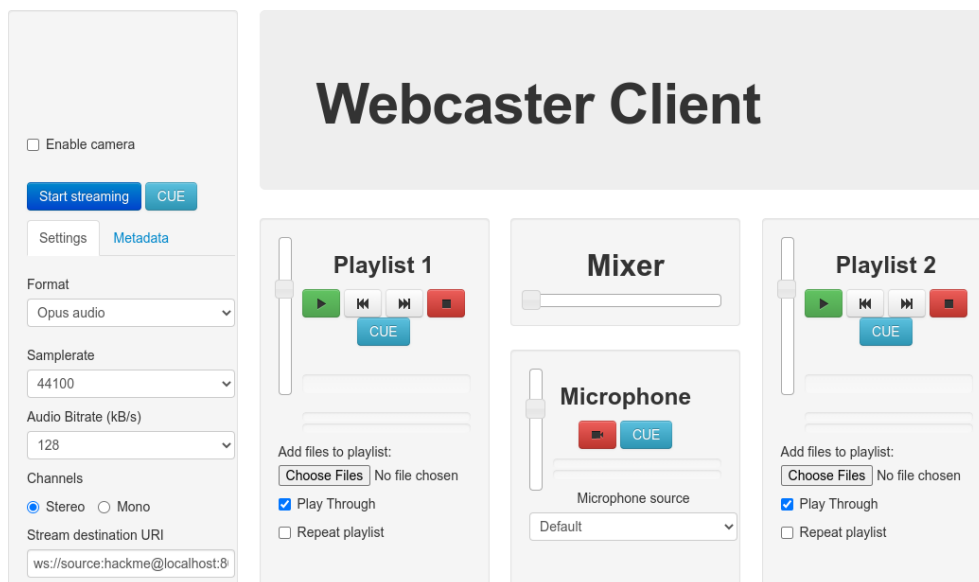 Webcaster Client
Enable camera
Start streaming CUE
Settings Metadata
Format
Opus audio
Samplerate
44100
Audio Bitrate (kB/s)
128
Channels
Stereo Mono
Stream destination URI
ws://source:hackme@localhost:8
Playlist 1
CUE
Add files to playlist:
Choose Files No file chosen
Play Through
Repeat playlist
Mixer
Microphone
CUE
Microphone source
Default
Playlist 2
CUE
Add files to playlist:
Choose Files No file chosen
Play Through
Repeat playlist